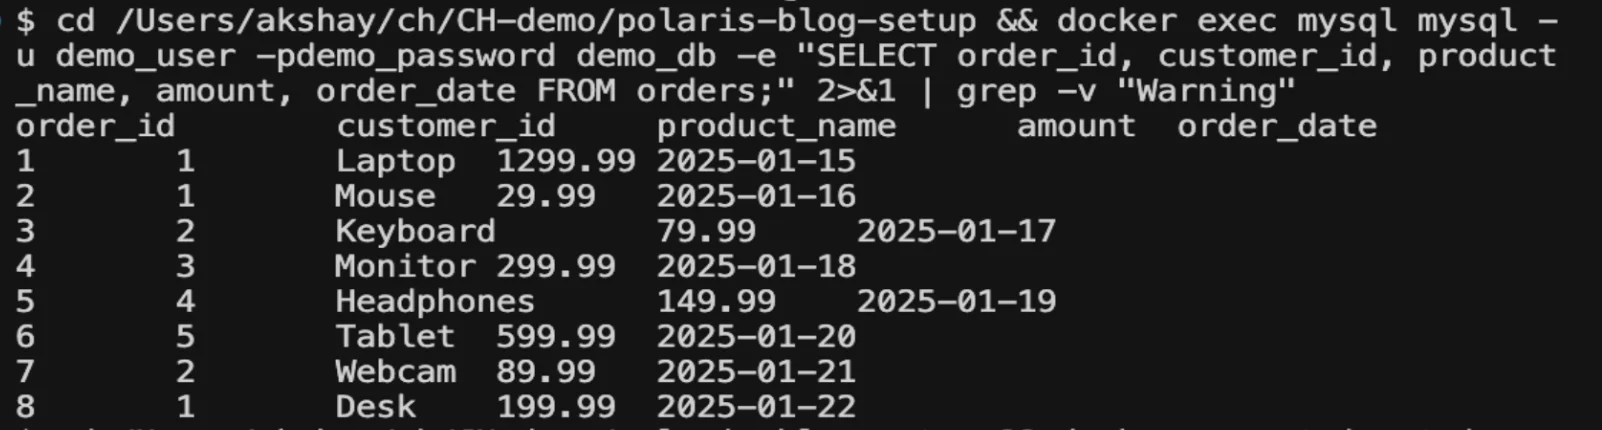 $ cd /Users/akshay/ch/CH-demo/polaris-blog-setup && docker exec mysql mysql -
u demo_user -pdemo_password demo_db -e "SELECT order_id, customer_id, product
_name, amount, order_date FROM orders;" 2>&1 | grep -v "Warning"
order_id customer_id product_name amount order_date
1 1 Laptop 1299.99 2025-01-15
2 1 Mouse 29.99 2025-01-16
3 2 Keyboard 79.99 2025-01-17
4 3 Monitor 299.99 2025-01-18
5 4 Headphones 149.99 2025-01-19
6 5 Tablet 599.99 2025-01-20
7 2 Webcam 89.99 2025-01-21
8 1 Desk 199.99 2025-01-22